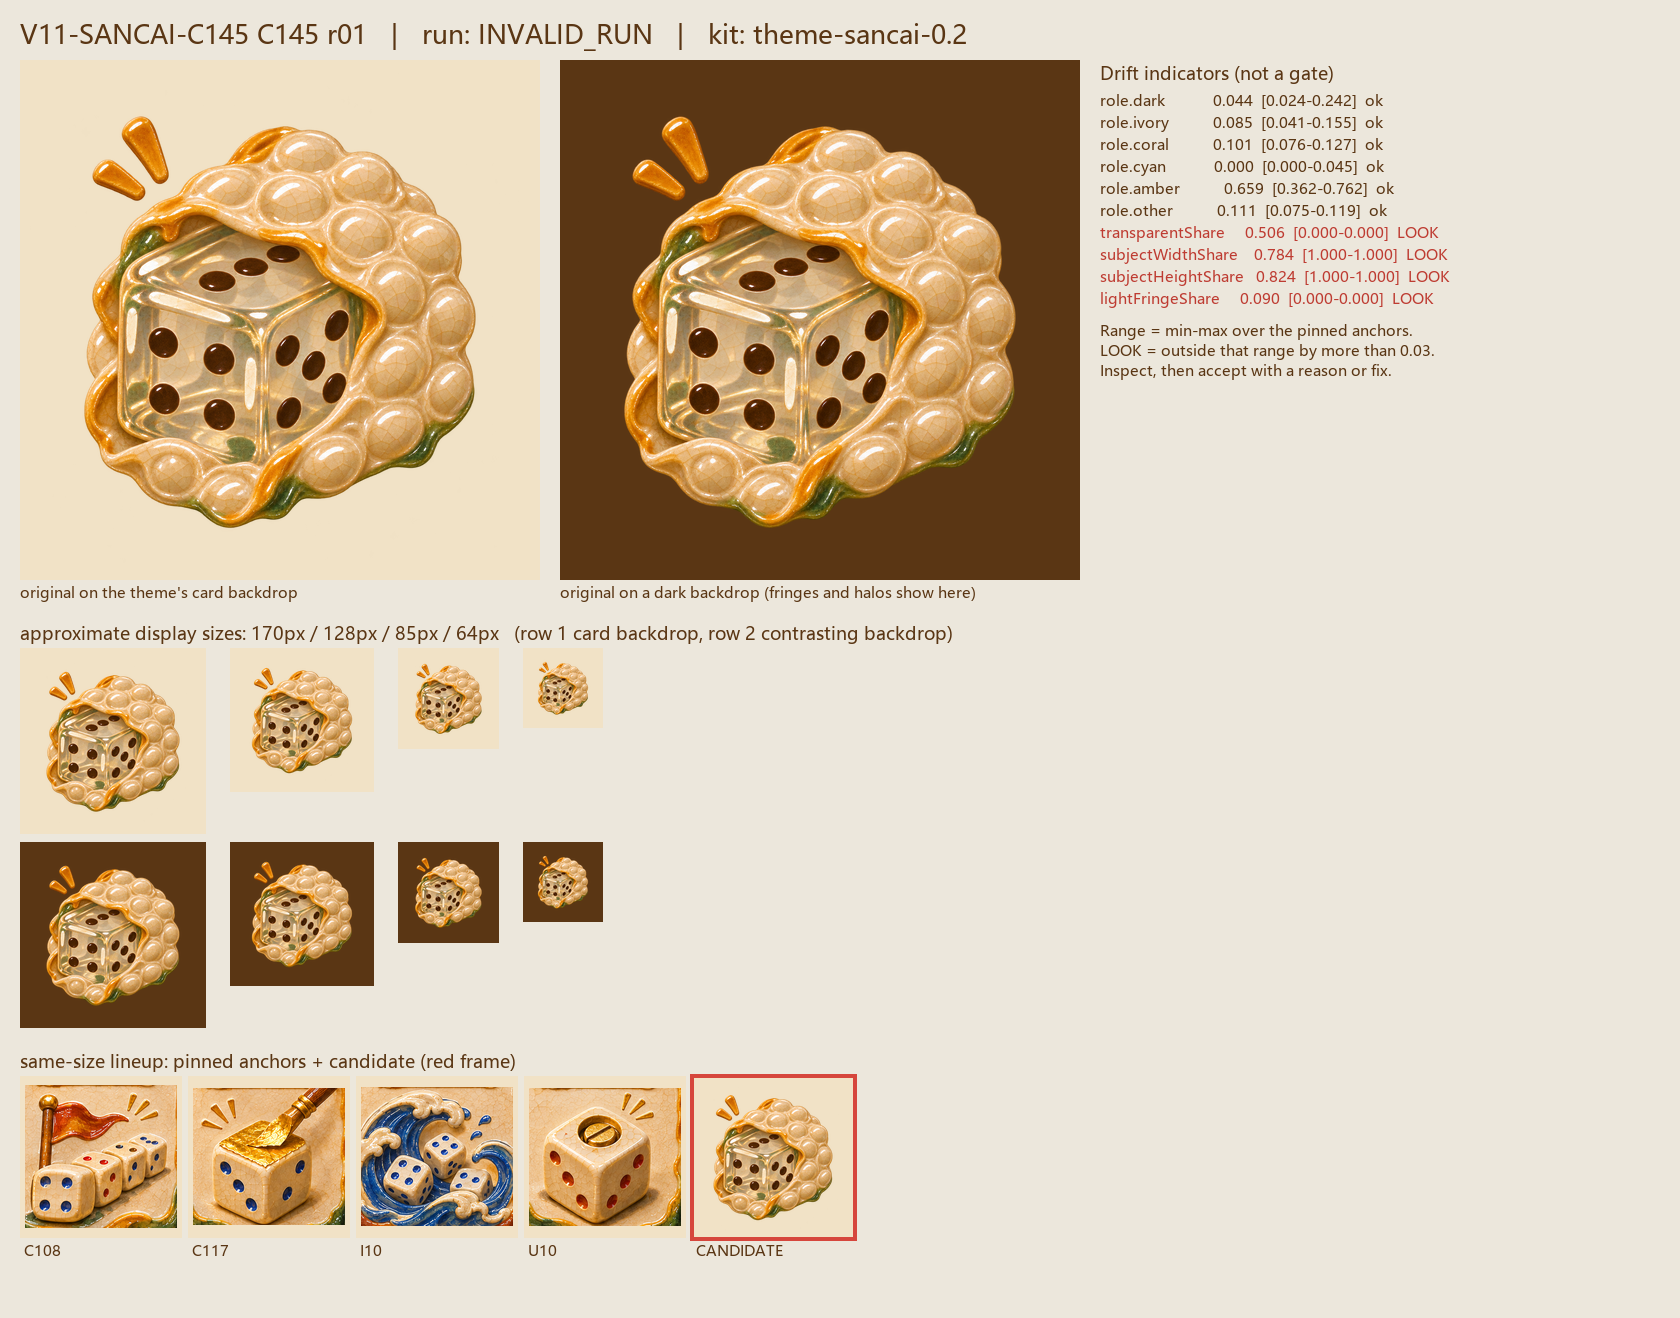 V11-SANCAI-C145 C145 r01 | run: INVALID_RUN | kit: theme-sancai-0.2
Drift indicators (not a gate)
role.dark 0.044 [0.024-0.242] ok
role.ivory 0.085 [0.041-0.155] ok
role.coral 0.101 [0.076-0.127] ok
role.cyan 0.000 [0.000-0.045] ok
role.amber 0.659 [0.362-0.762] ok
role.other 0.111 [0.075-0.119] ok
transparentShare 0.506 [0.000-0.000] LOOK
subjectWidthShare 0.784 [1.000-1.000] LOOK
subjectHeightShare 0.824 [1.000-1.000] LOOK
lightFringeShare 0.090 [0.000-0.000] LOOK
Range = min-max over the pinned anchors.
LOOK = outside that range by more than 0.03.
Inspect, then accept with a reason or fix.
original on the theme's card backdrop
original on a dark backdrop (fringes and halos show here)
approximate display sizes: 170px / 128px / 85px / 64px (row 1 card backdrop, row 2 contrasting backdrop)
same-size lineup: pinned anchors + candidate (red frame)
C108
C117
I10
U10
CANDIDATE